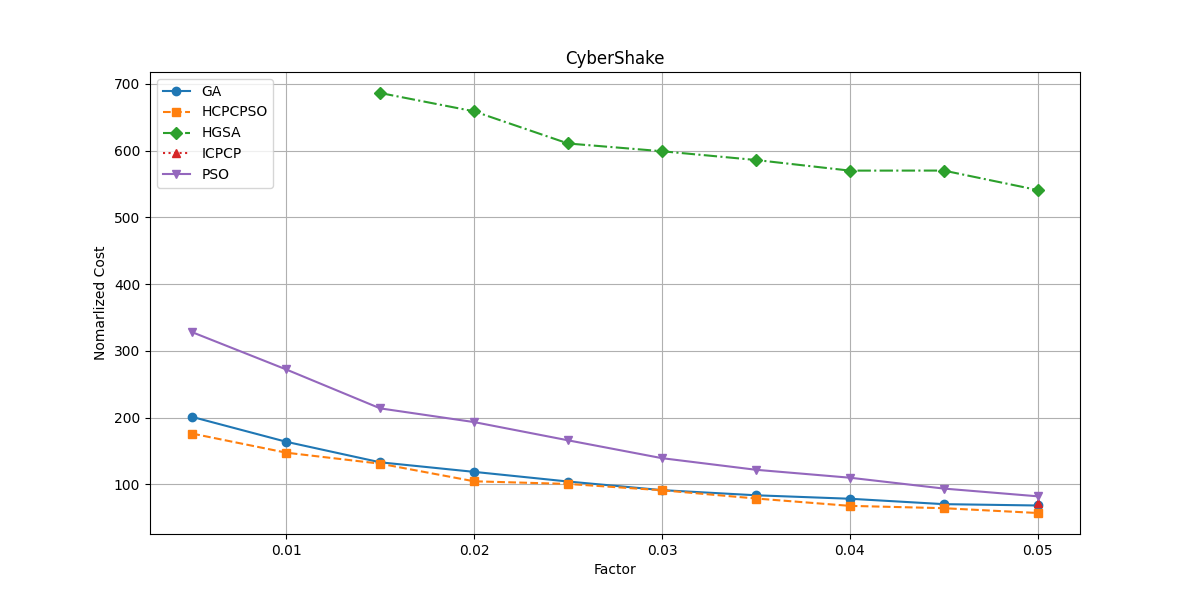 CyberShake
Nomarlized Cost
700
600
500
400
300
200
100
GA
HCPCPSO
HGSA
ICPCP
PSO
0.01
0.02
0.03
0.04
0.05
Factor